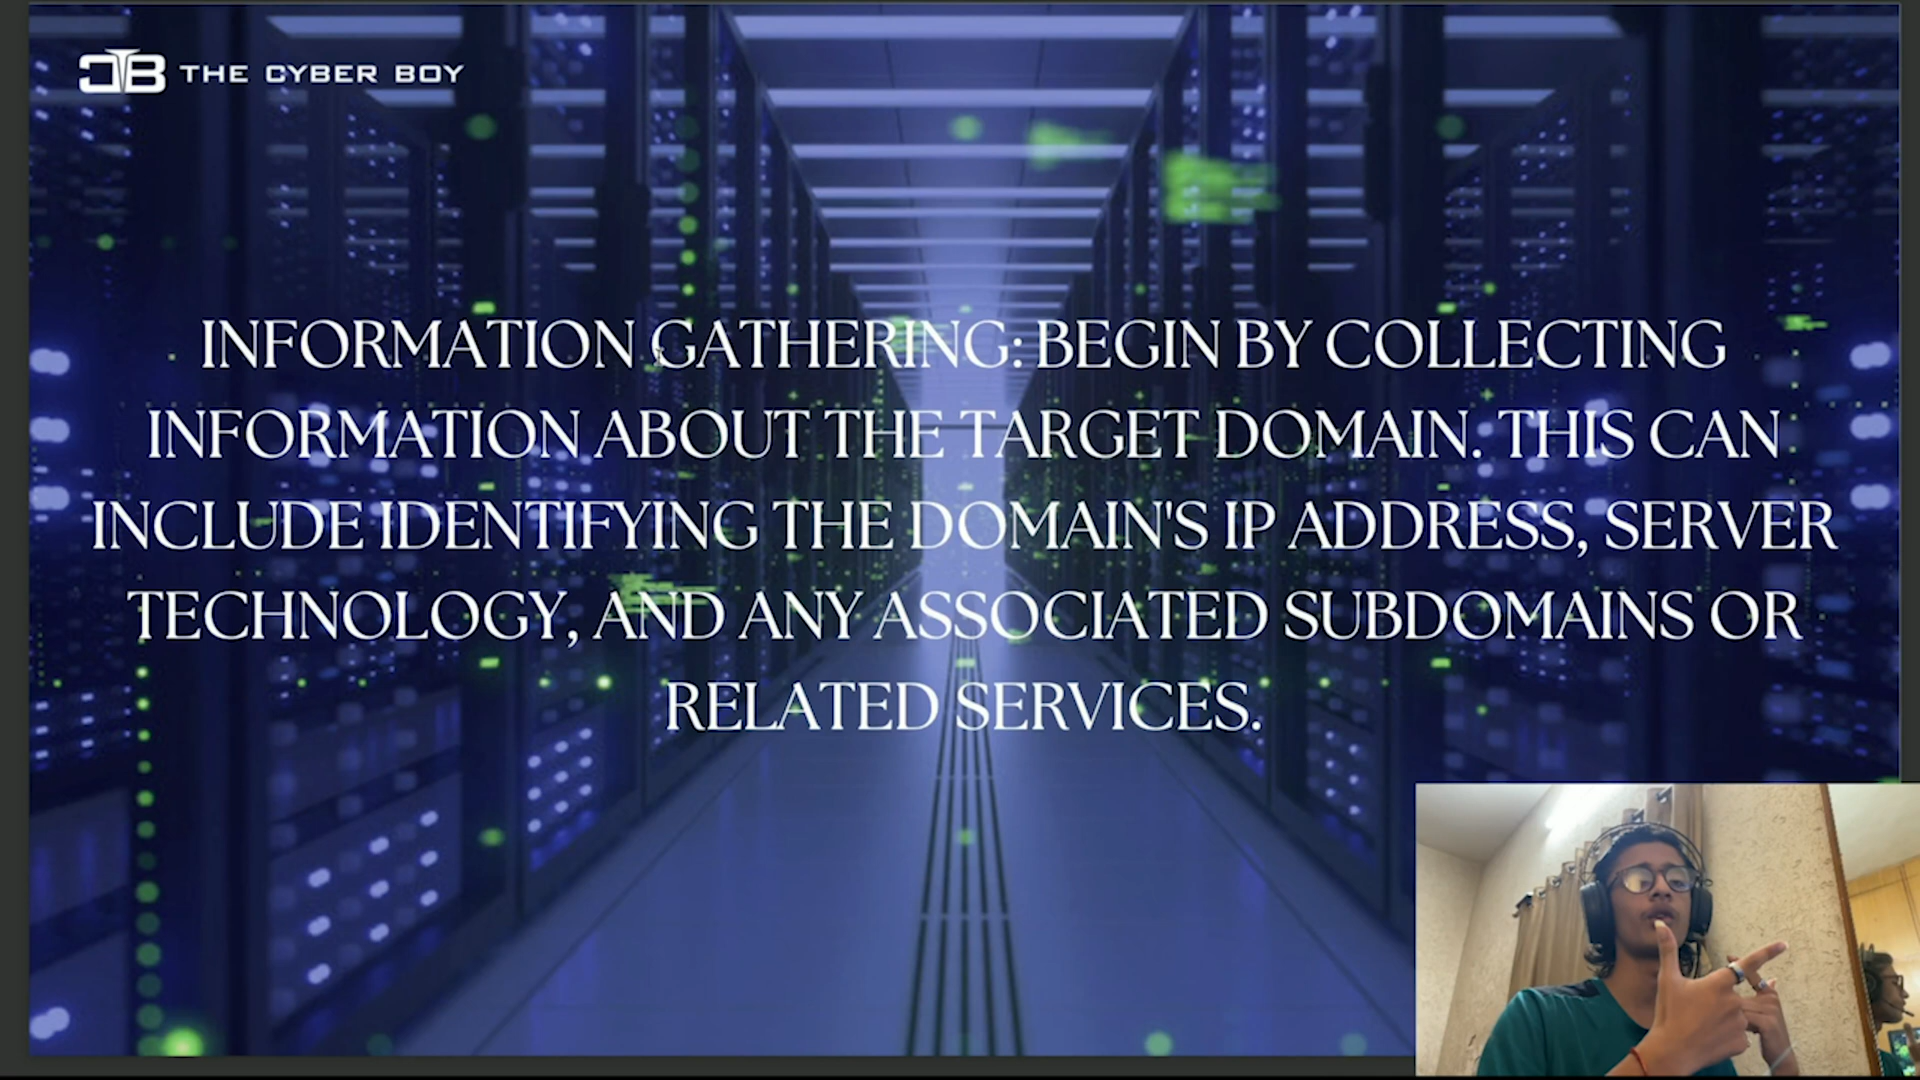 CTB THE CYBER BOY
INFORMATION GATHERING: BEGIN BY COLLECTING
INFORMATION ABOUT THE TARGET DOMAIN. THIS CAN
INCLUDE IDENTIFYING THE DOMAIN'S IP ADDRESS, SERVER
TECHNOLOGY, AND ANY ASSOCIATED SUBDOMAINS OR
RELATED SERVICES.